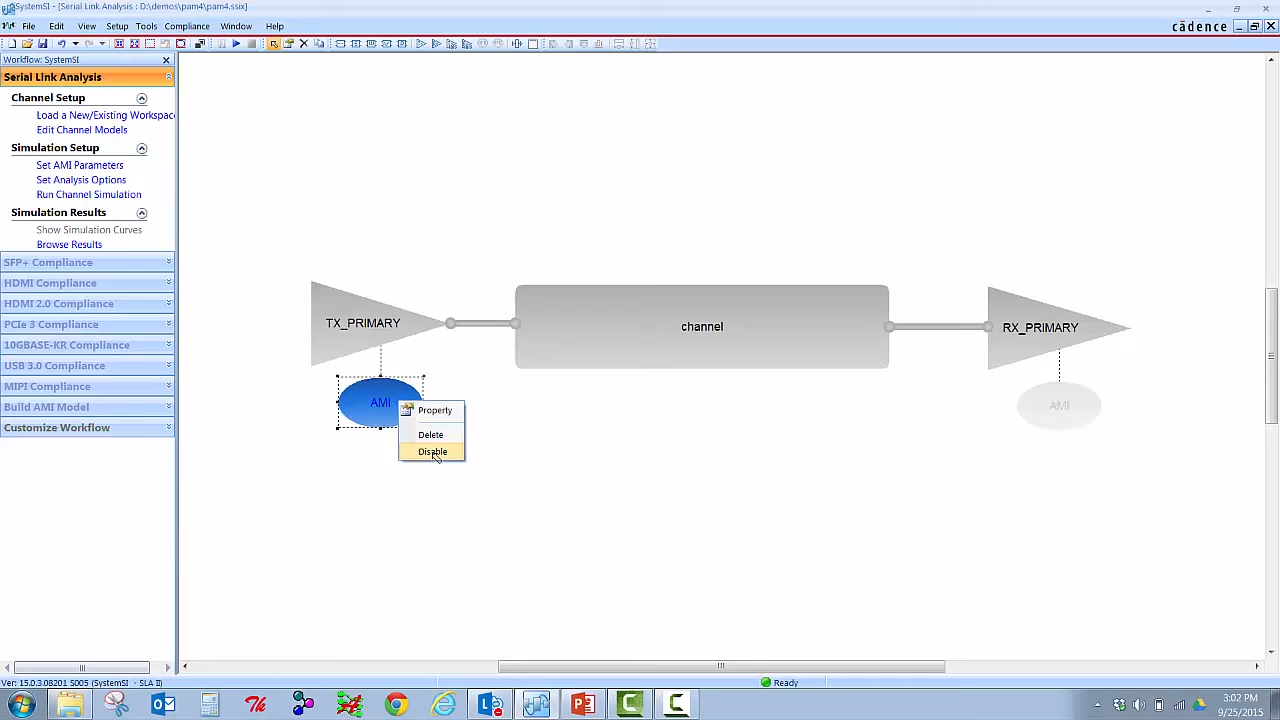 SystemSI - [Serial Link Analysis : D:\demos\pam4\pam4.ssix]
File Edit View Setup Tools Compliance Window Help
cādence
Workflow: SystemSI
Serial Link Analysis
Channel Setup
Load a New/Existing Workspac
Edit Channel Models
Simulation Setup
Set AMI Parameters
Set Analysis Options
Run Channel Simulation
Simulation Results
Show Simulation Curves
Browse Results
SFP+ Compliance
HDMI Compliance
HDMI 2.0 Compliance
PCIe 3 Compliance
10GBASE-KR Compliance
USB 3.0 Compliance
MIPI Compliance
Build AMI Model
Customize Workflow
TX_PRIMARY
channel
RX_PRIMARY
AMI
AMI
Property
Delete
Disable
Ver: 15.0.3.08201 S005 (SystemSI - SLA II)
Ready
3:02 PM
9/25/2015